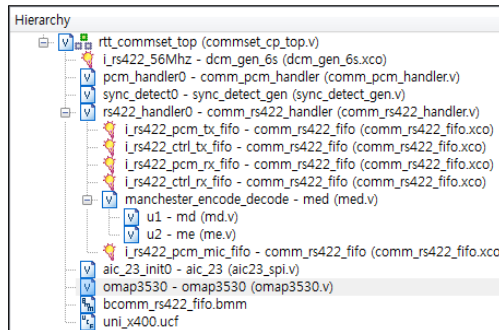 Hierarchy
rtt_commset_top (commset_cp_top.v)
i_rs422_56Mhz - dcm_gen_6s (dcm_gen_6s.xco)
pcm_handler0 - comm_pcm_handler (comm_pcm_handler.v)
sync_detect0 - sync_detect_gen (sync_detect_gen.v)
rs422_handler0 - comm_rs422_handler (comm_rs422_handler.v)
i_rs422_pcm_tx_fifo - comm_rs422_fifo (comm_rs422_fifo.xco)
i_rs422_ctrl_tx_fifo - comm_rs422_fifo (comm_rs422_fifo.xco)
i_rs422_pcm_rx_fifo - comm_rs422_fifo (comm_rs422_fifo.xco)
i_rs422_ctrl_rx_fifo - comm_rs422_fifo (comm_rs422_fifo.xco)
manchester_encode_decode - med (med.v)
u1 - md (md.v)
u2 - me (me.v)
i_rs422_pcm_mic_fifo - comm_rs422_fifo (comm_rs422_fifo.xco
aic_23_init0 - aic_23 (aic23_spi.v)
omap3530 - omap3530 (omap3530.v)
bcomm_rs422_fifo.bmm
uni_x400.ucf